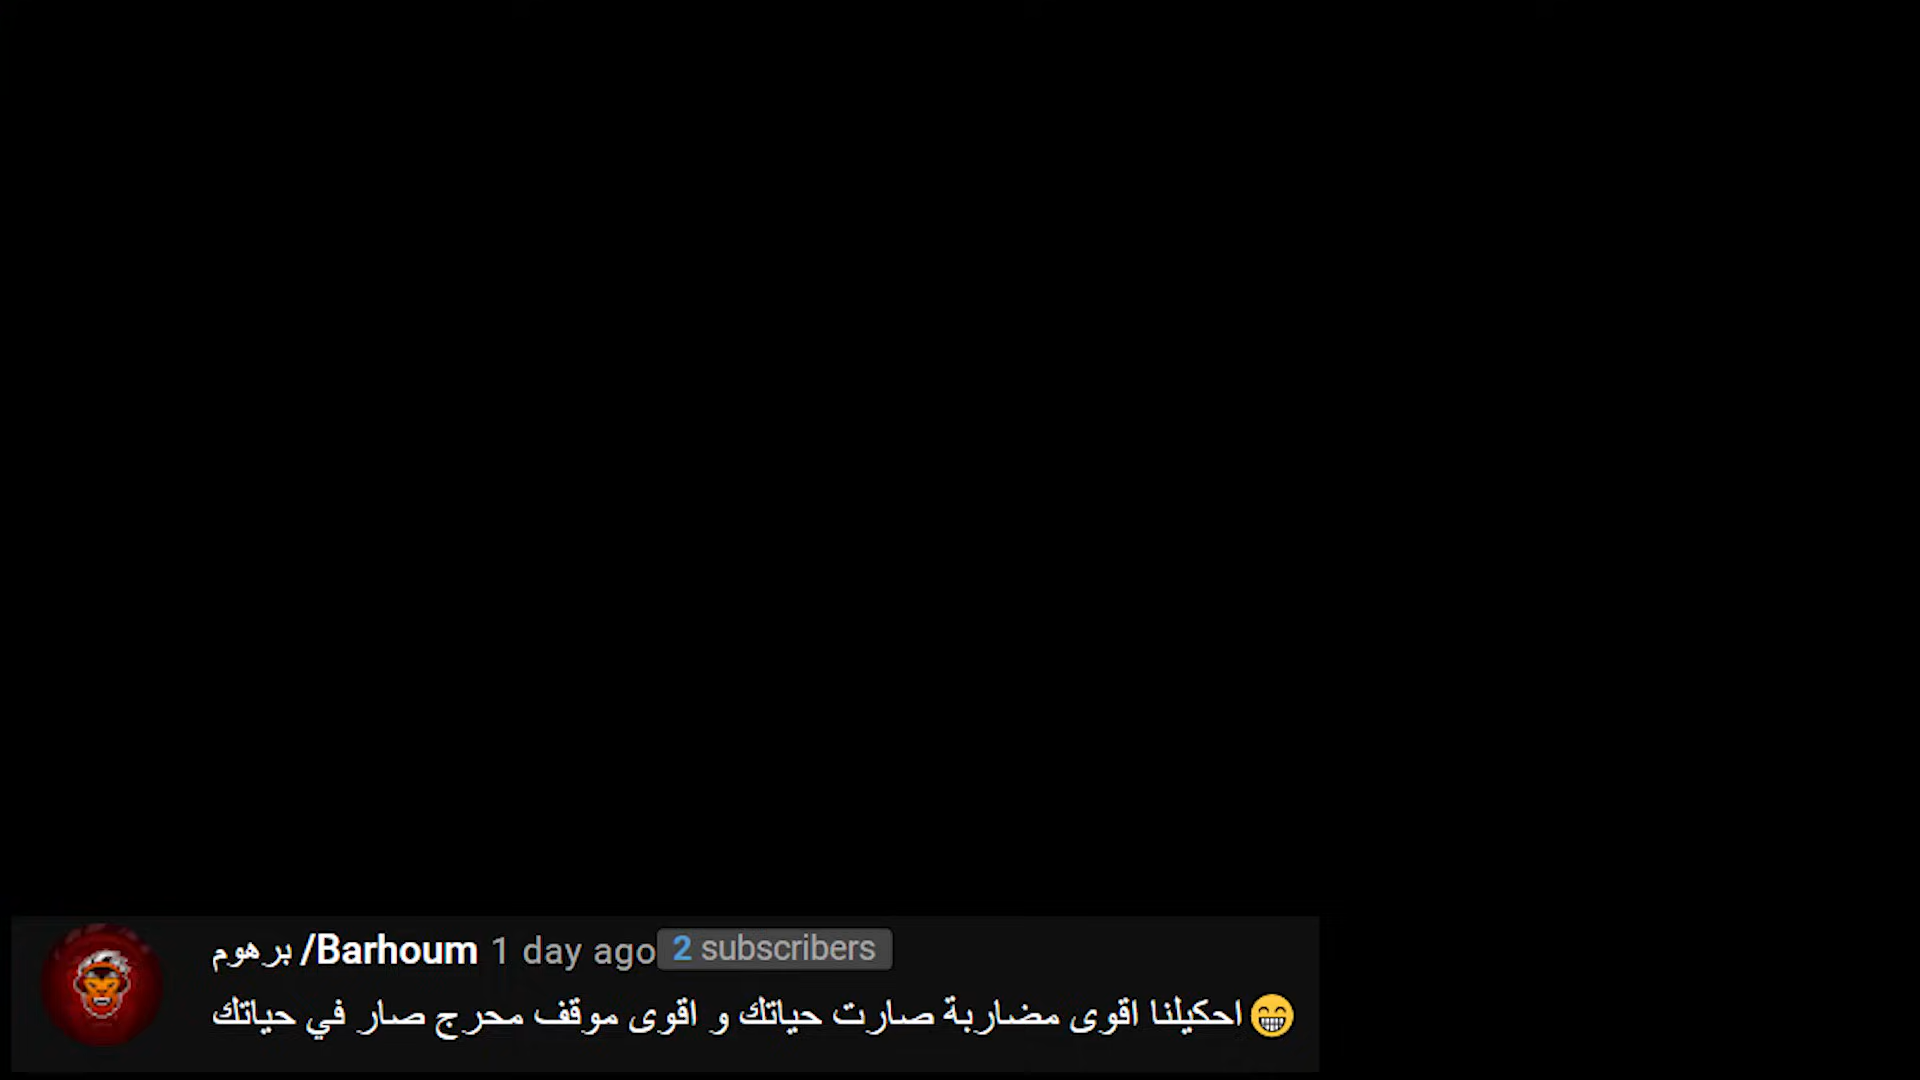 برهوم /Barhoum 1 day ago 2 subscribers
احكيلنا اقوى مضاربة صارت حياتك و اقوى موقف محرج صار في حياتك 😁